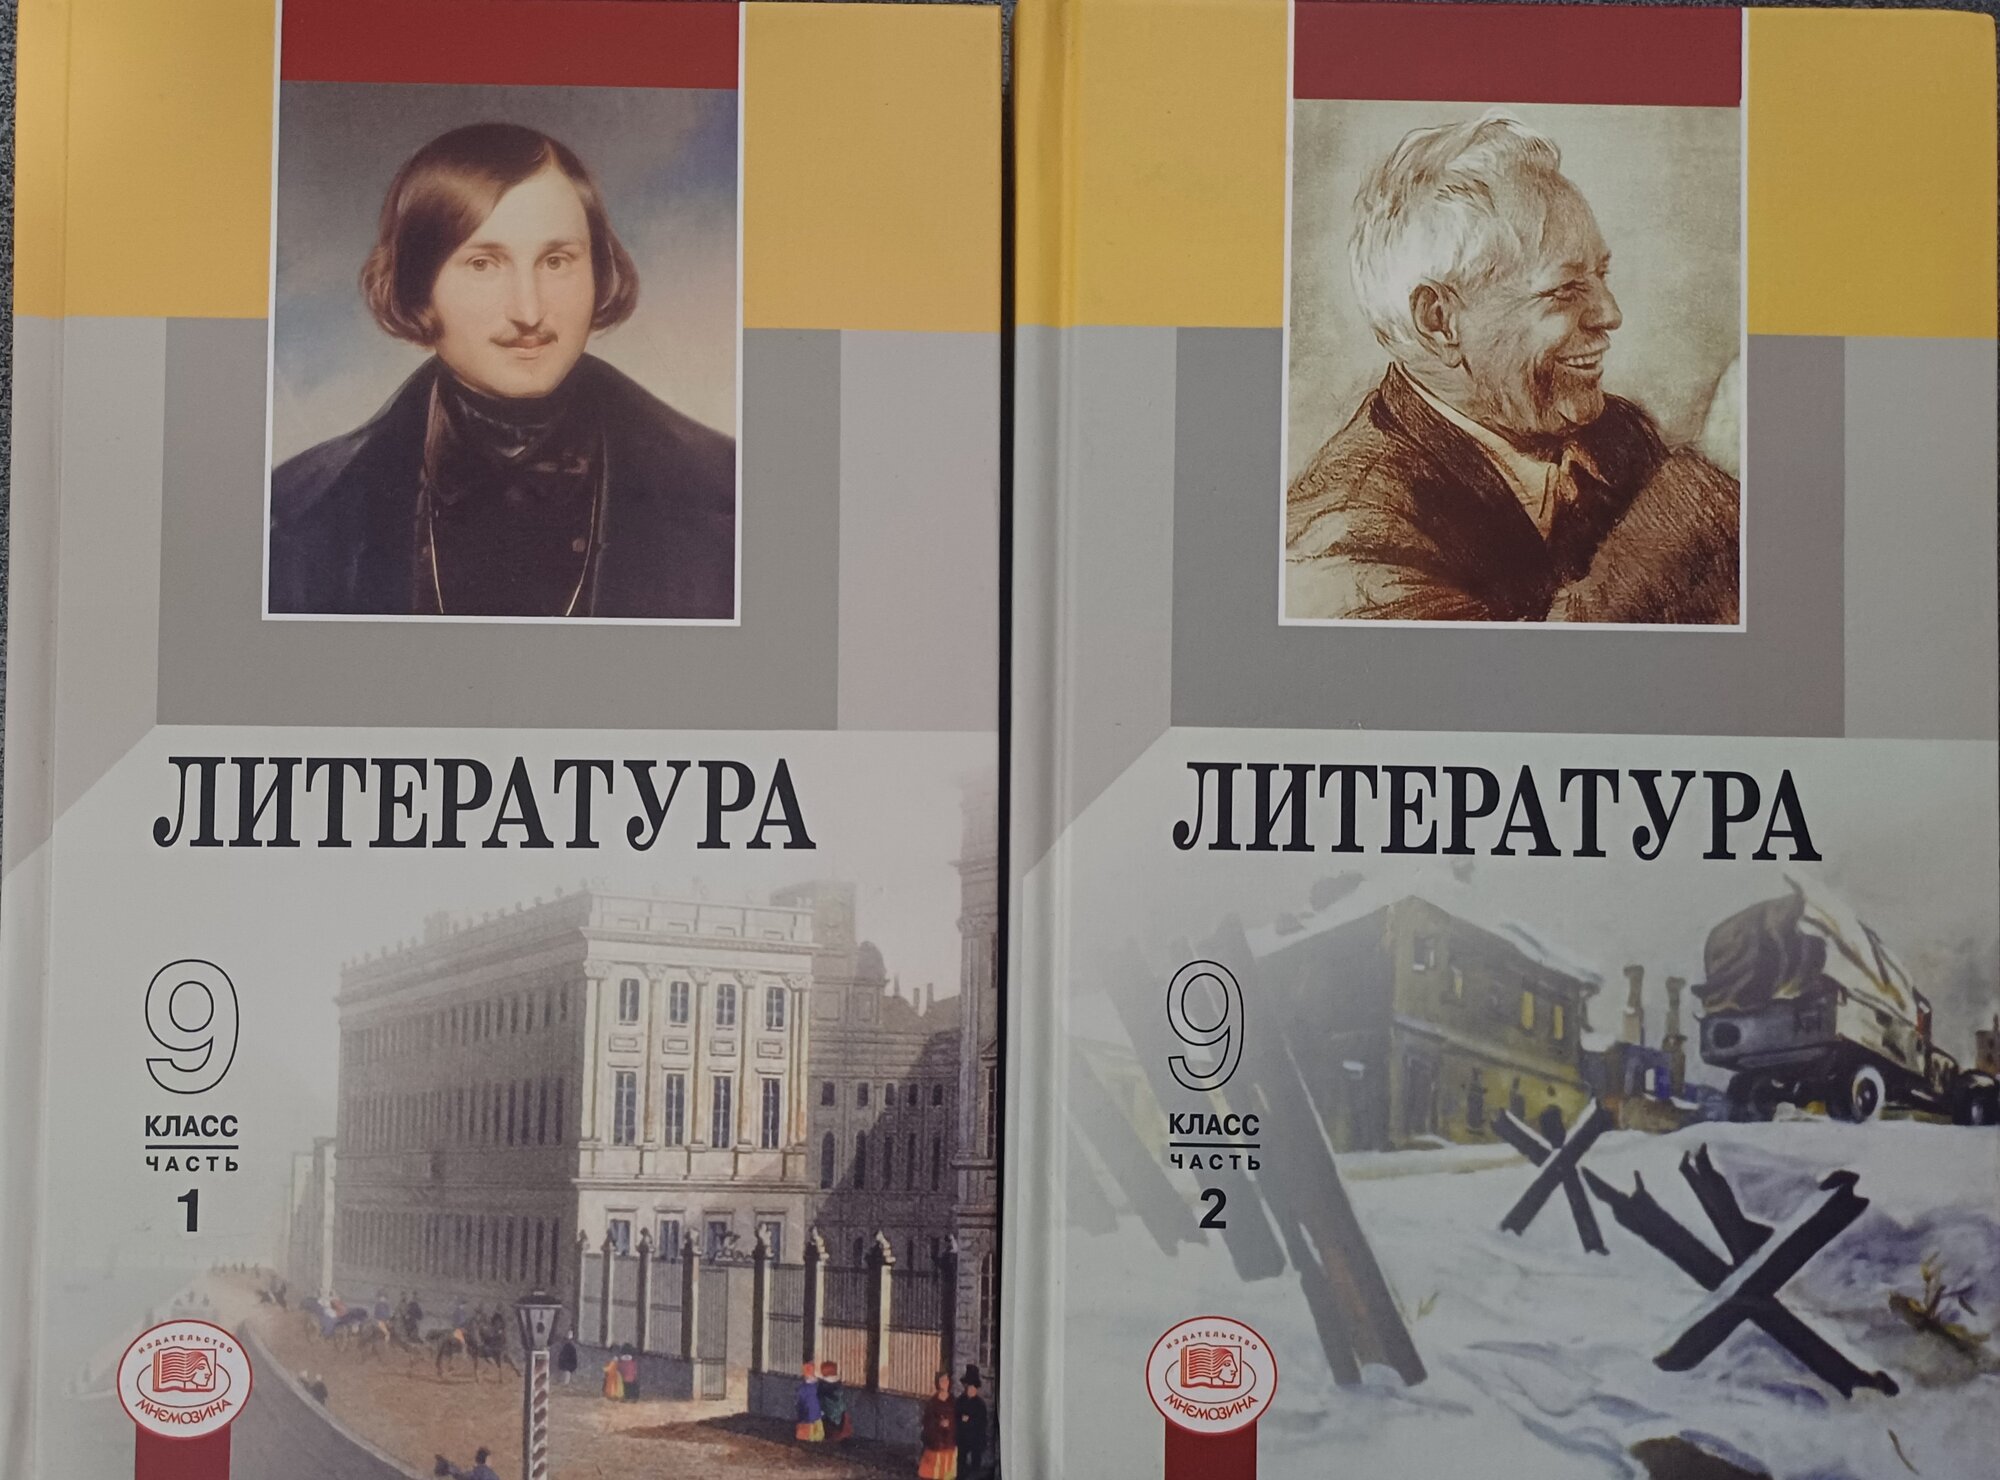 ЛИТЕРАТУРА
9
КЛАСС
ЧАСТЬ
1
ИЗДАТЕЛЬСТВО
МНЕМОЗИНА
ЛИТЕРАТУРА
9
КЛАСС
ЧАСТЬ
2
ИЗДАТЕЛЬСТВО
МНЕМОЗИНА